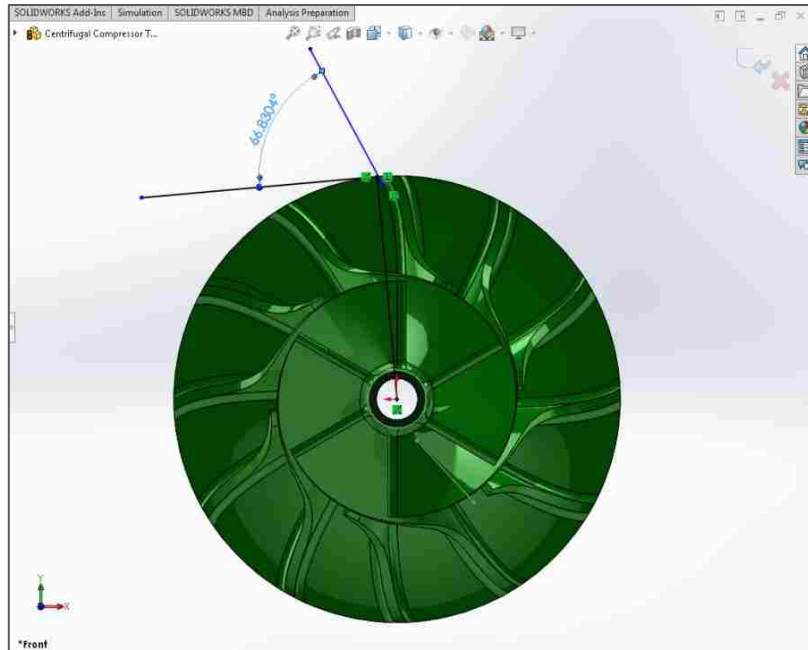 SOLIDWORKS Add-Ins Simulation SOLIDWORKS MBD Analysis Preparation
Centrifugal Compressor T...
66.8304°
Y
X
*Front